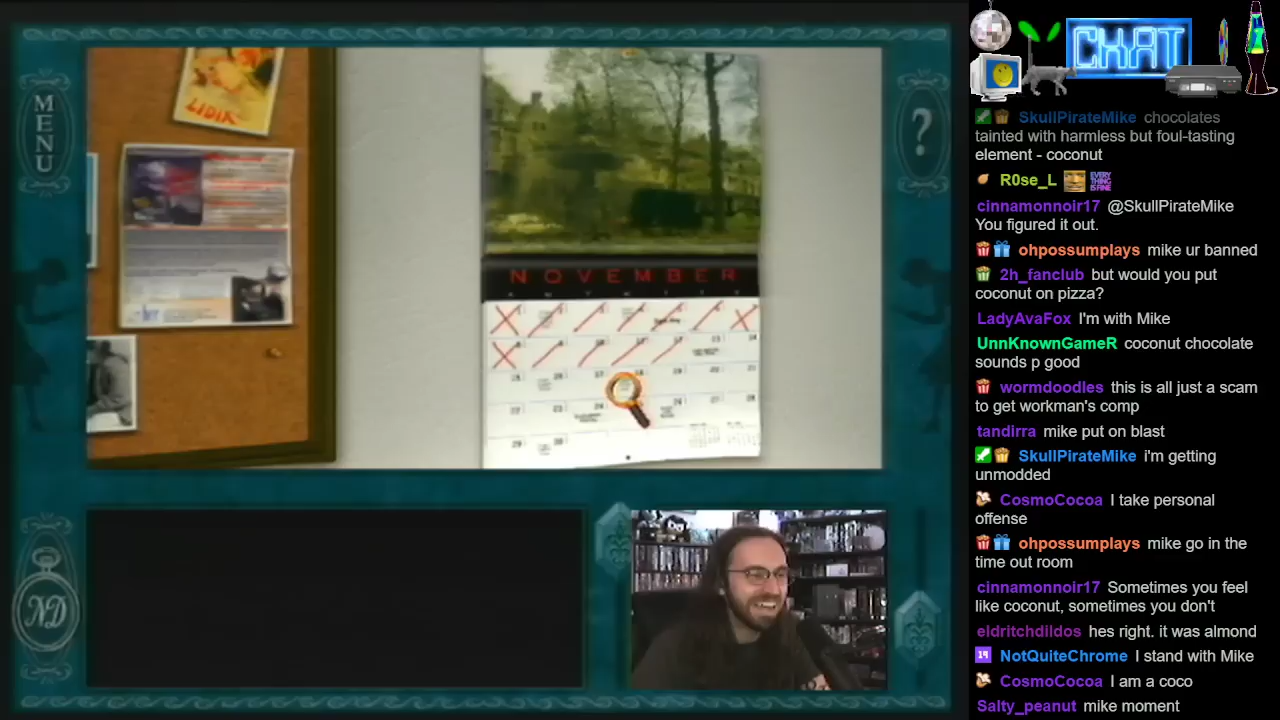 MENU
?
LIDIA
NOVEMBER
ND
CHAT
SkullPirateMike chocolates
tainted with harmless but foul-tasting
element - coconut
R0se_L EVERY THING IS FINE
cinnamonnoir17 @SkullPirateMike
You figured it out.
ohpossumplays mike ur banned
2h_fanclub but would you put
coconut on pizza?
LadyAvaFox I'm with Mike
UnnKnownGameR coconut chocolate
sounds p good
wormdoodles this is all just a scam
to get workman's comp
tandirra mike put on blast
SkullPirateMike i'm getting
unmodded
CosmoCocoa I take personal
offense
ohpossumplays mike go in the
time out room
cinnamonnoir17 Sometimes you feel
like coconut, sometimes you don't
eldritchdildos hes right. it was almond
NotQuiteChrome I stand with Mike
CosmoCocoa I am a coco
Salty_peanut mike moment